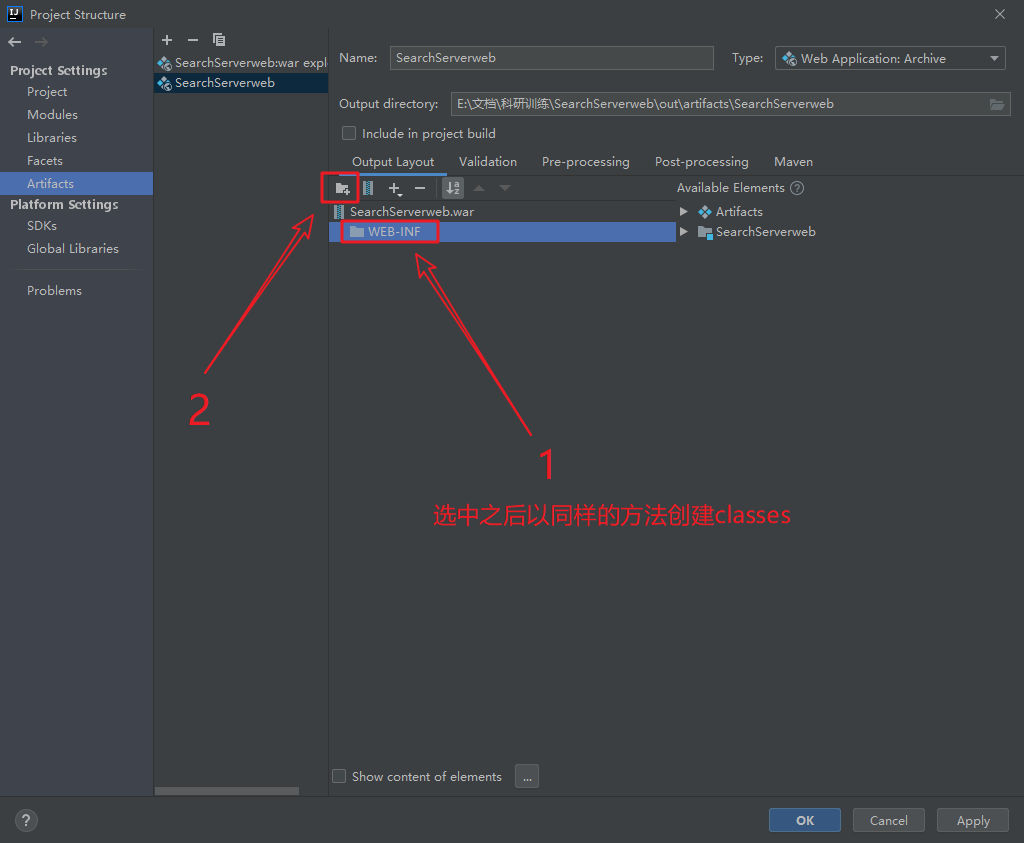 Project Structure
Project Settings
Project
Modules
Libraries
Facets
Artifacts
Platform Settings
SDKs
Global Libraries
Problems
SearchServerweb:war expl
SearchServerweb
Name: SearchServerweb Type: Web Application: Archive
Output directory: E:\文档\科研训练\SearchServerweb\out\artifacts\SearchServerweb
Include in project build
Output Layout Validation Pre-processing Post-processing Maven
Available Elements ?
SearchServerweb.war
WEB-INF
Artifacts
SearchServerweb
2
1
选中之后以同样的方法创建classes
Show content of elements ...
? OK Cancel Apply